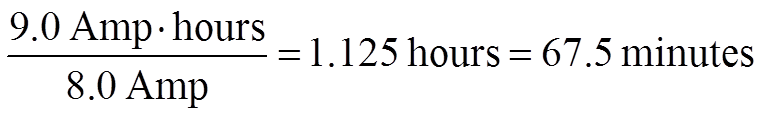 9.0 Amp·hours
8.0 Amp
= 1.125 hours = 67.5 minutes